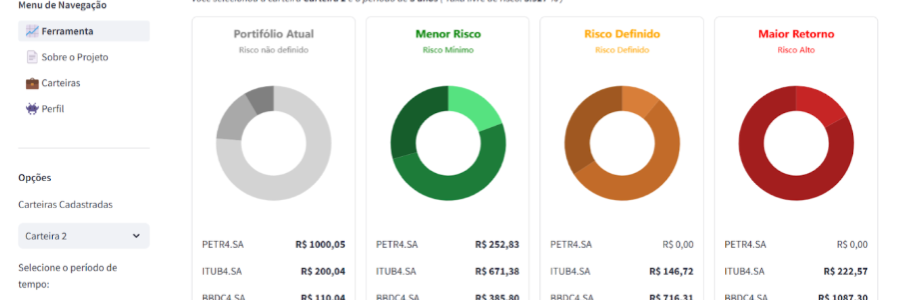 Menu de Navegação
Ferramenta
Sobre o Projeto
Carteiras
Perfil
Opções
Carteiras Cadastradas
Carteira 2
Selecione o período de
tempo:
Portifólio Atual
Risco não definido
PETR4.SA R$ 1000,05
ITUB4.SA R$ 200,04
BBDC4.SA R$ 110,04
Menor Risco
Risco Mínimo
PETR4.SA R$ 252,83
ITUB4.SA R$ 671,38
BBDC4.SA R$ 385,80
Risco Definido
Risco Definido
PETR4.SA R$ 0,00
ITUB4.SA R$ 146,72
BBDC4.SA R$ 716,31
Maior Retorno
Risco Alto
PETR4.SA R$ 0,00
ITUB4.SA R$ 222,57
BBDC4.SA R$ 1087,30